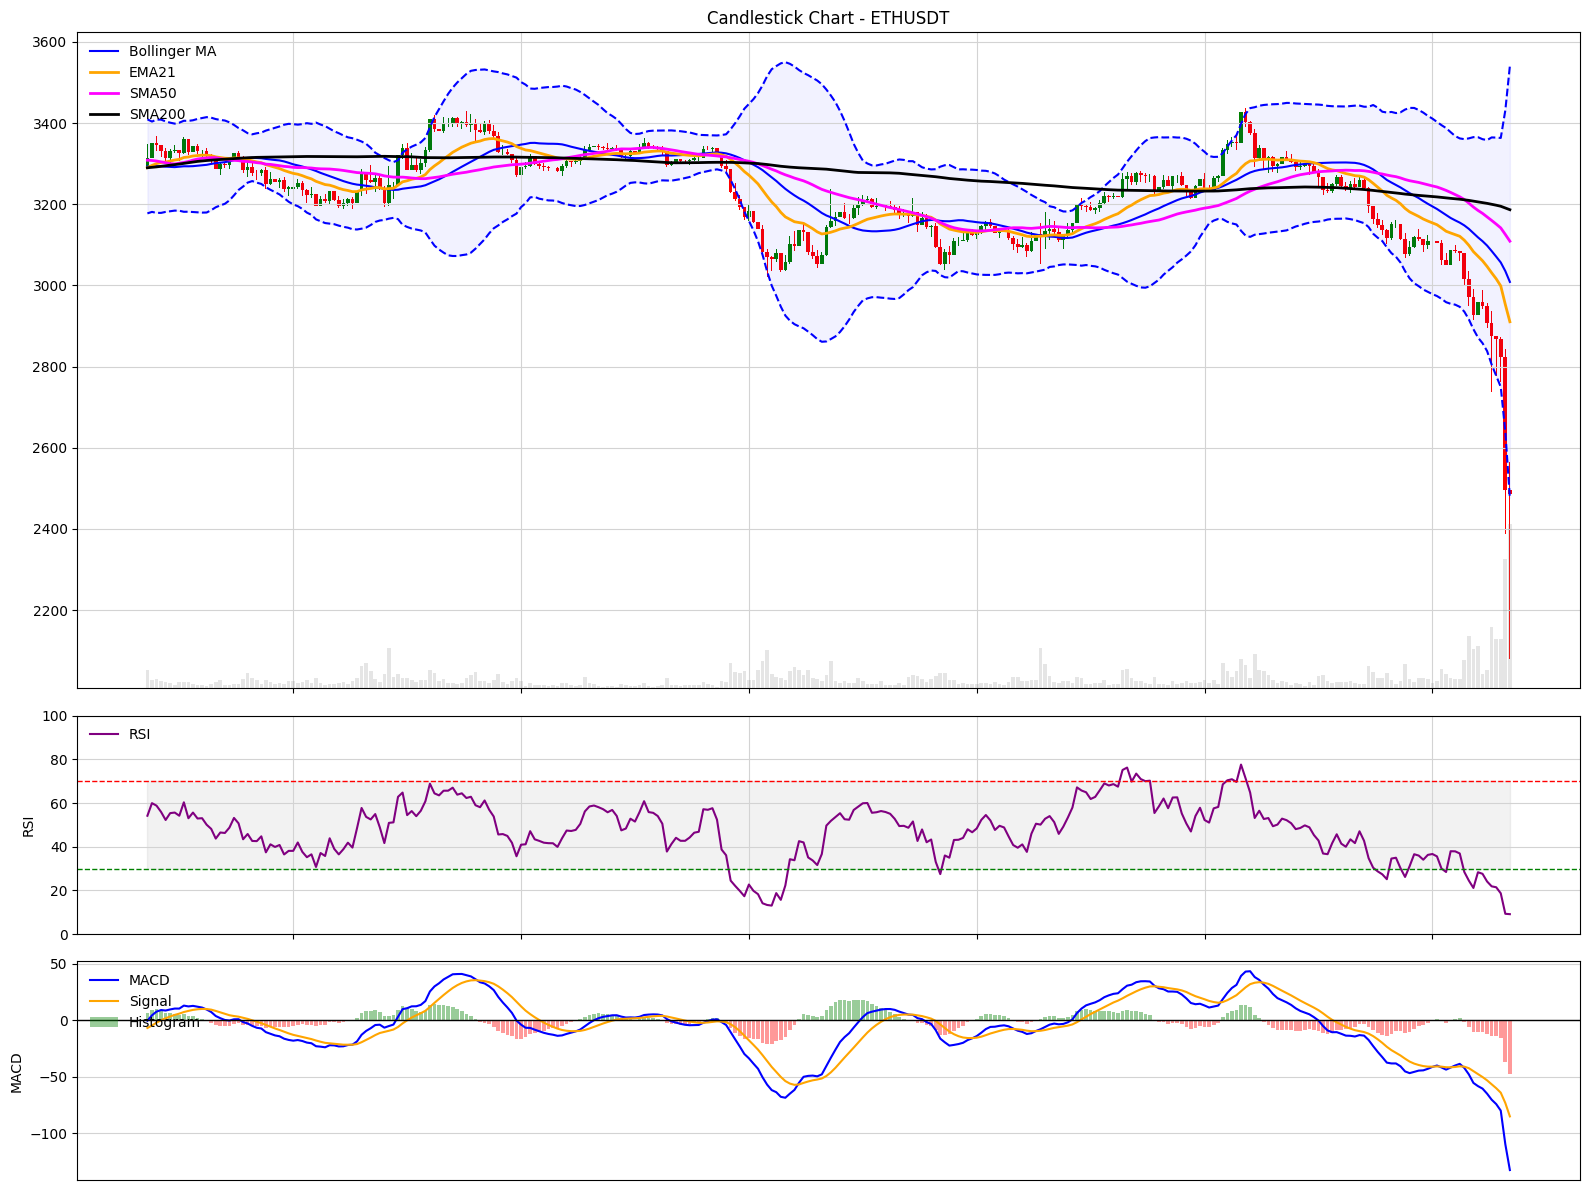 Candlestick Chart - ETHUSDT
3600
3400
3200
3000
2800
2600
2400
2200
Bollinger MA
EMA21
SMA50
SMA200
100
80
60
40
20
0
RSI
RSI
50
0
−50
−100
MACD
MACD
Signal
Histogram